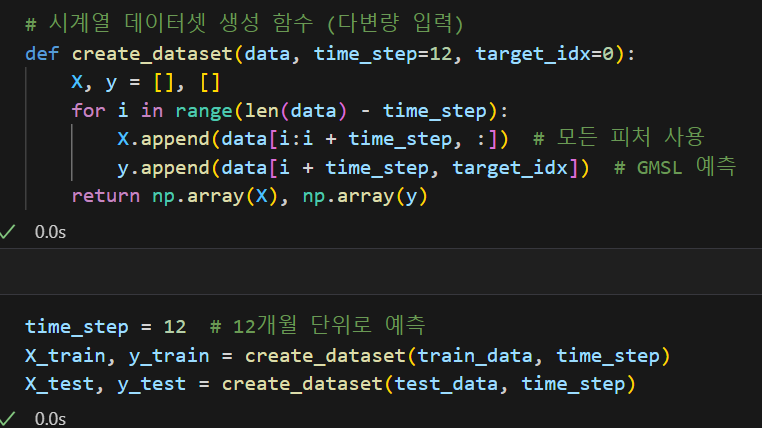 # 시계열 데이터셋 생성 함수 (다변량 입력)
def create_dataset(data, time_step=12, target_idx=0):
    X, y = [], []
    for i in range(len(data) - time_step):
        X.append(data[i:i + time_step, :])  # 모든 피처 사용
        y.append(data[i + time_step, target_idx])  # GMSL 예측
    return np.array(X), np.array(y)
0.0s
time_step = 12  # 12개월 단위로 예측
X_train, y_train = create_dataset(train_data, time_step)
X_test, y_test = create_dataset(test_data, time_step)
0.0s